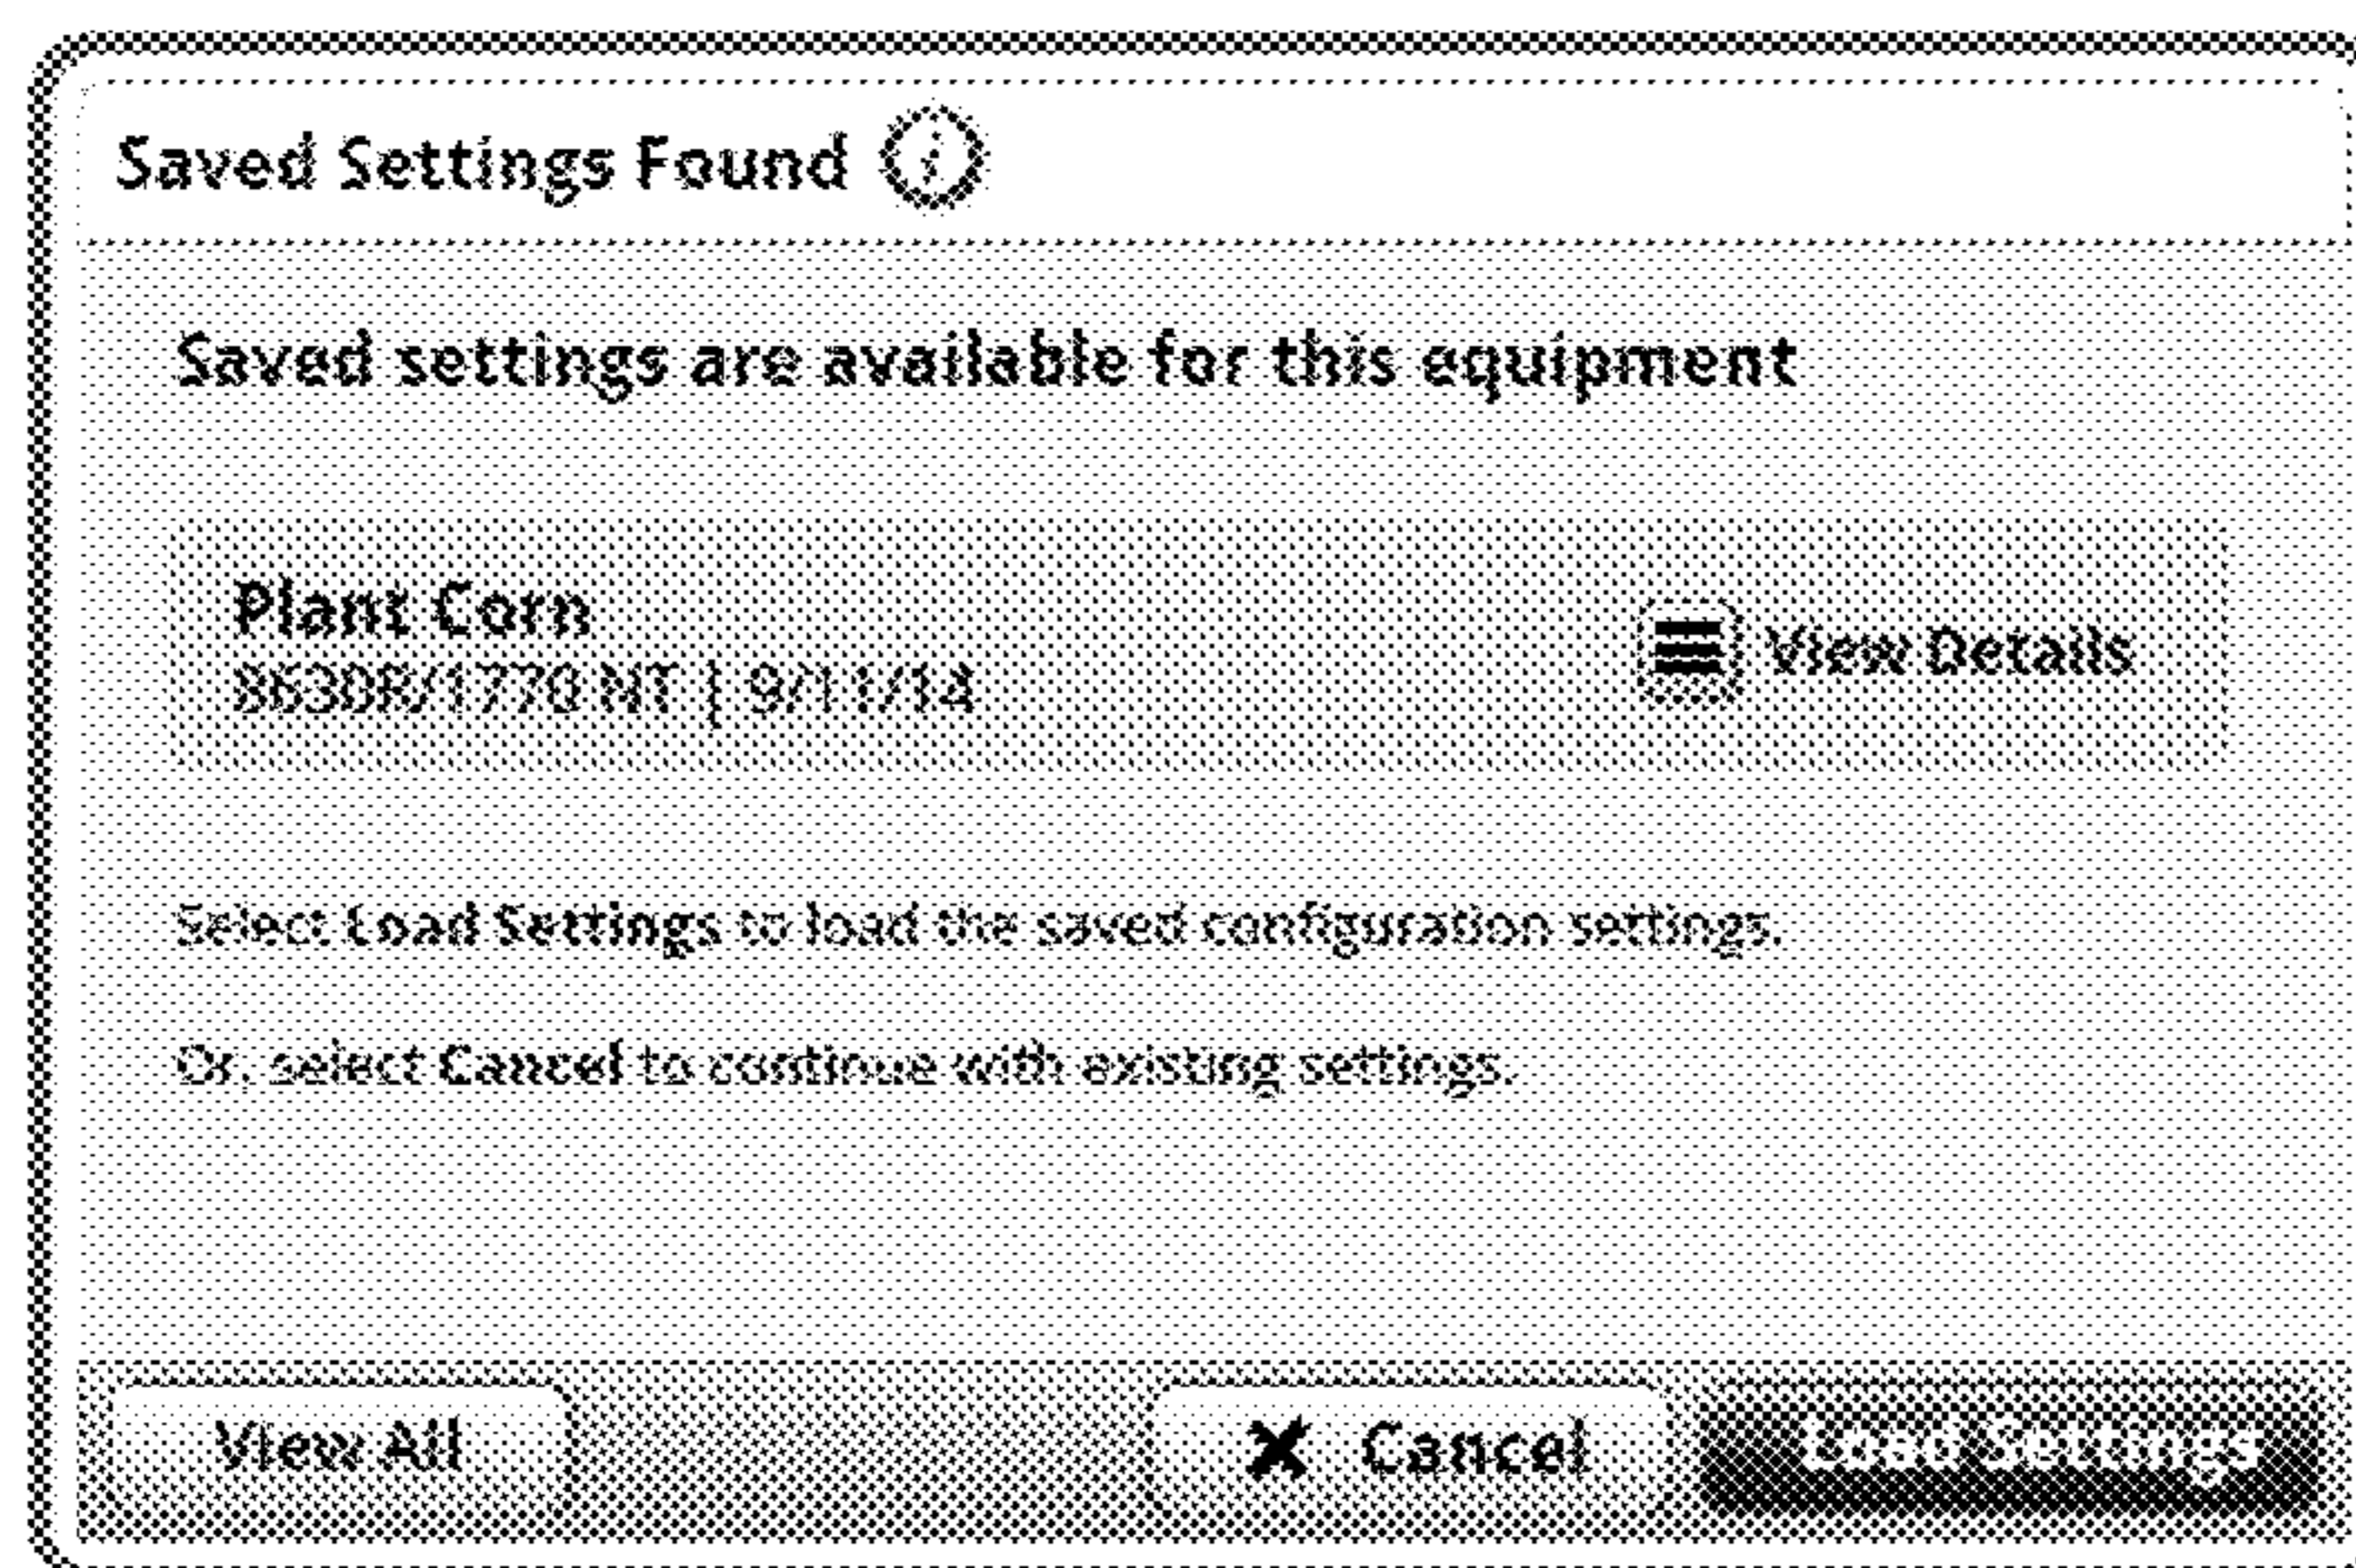 Saved Settings Found i
Saved settings are available for this equipment
Plant Corn
8630R/1770 NT | 9/11/14
View Details
Select Load Settings to load the saved configuration settings.
Or, select Cancel to continue with existing settings.
View All
Cancel
Load Settings